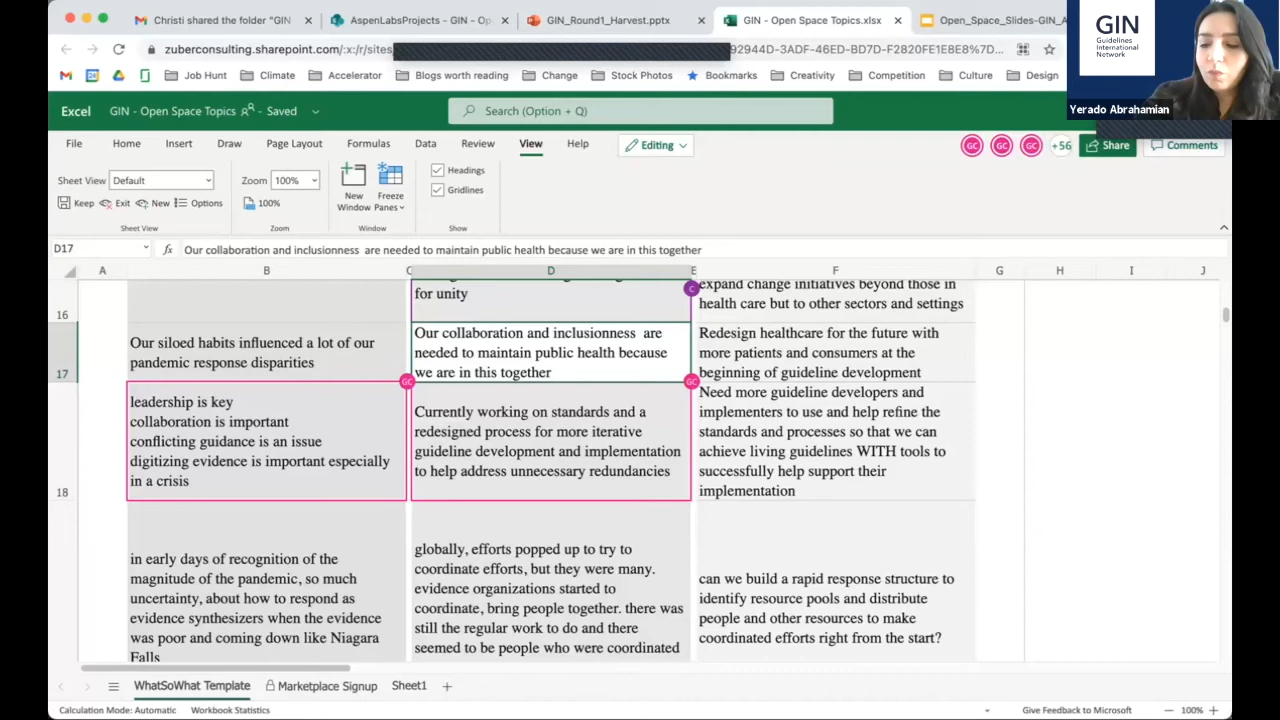 Christi shared the folder "GIN
AspenLabsProjects - GIN - Op
GIN_Round1_Harvest.pptx
GIN - Open Space Topics.xlsx
Open_Space_Slides-GIN_A
GIN
Guidelines
International
Network
Yerado Abrahamian
zuberconsulting.sharepoint.com/:x:/r/sites
92944D-3ADF-46ED-BD7D-F2820FE1E8E8%7D...
Job Hunt
Climate
Accelerator
Blogs worth reading
Change
Stock Photos
Bookmarks
Creativity
Competition
Culture
Design
Excel
GIN - Open Space Topics
- Saved
Search (Option + Q)
File
Home
Insert
Draw
Page Layout
Formulas
Data
Review
View
Help
Editing
GC
GC
GC
+56
Share
Comments
Sheet View
Default
Keep
Exit
New
Options
Sheet View
Zoom
100%
100%
Zoom
New
Window
Freeze
Panes
Window
Headings
Gridlines
Show
D17
fx
Our collaboration and inclusionness are needed to maintain public health because we are in this together
A
B
C
D
E
F
G
H
I
J
16
for unity
C
expand change initiatives beyond those in
health care but to other sectors and settings
17
Our siloed habits influenced a lot of our
pandemic response disparities
Our collaboration and inclusionness are
needed to maintain public health because
we are in this together
Redesign healthcare for the future with
more patients and consumers at the
beginning of guideline development
GC
GC
18
leadership is key
collaboration is important
conflicting guidance is an issue
digitizing evidence is important especially
in a crisis
Currently working on standards and a
redesigned process for more iterative
guideline development and implementation
to help address unnecessary redundancies
Need more guideline developers and
implementers to use and help refine the
standards and processes so that we can
achieve living guidelines WITH tools to
successfully help support their
implementation
in early days of recognition of the
magnitude of the pandemic, so much
uncertainty, about how to respond as
evidence synthesizers when the evidence
was poor and coming down like Niagara
Falls
globally, efforts popped up to try to
coordinate efforts, but they were many.
evidence organizations started to
coordinate, bring people together. there was
still the regular work to do and there
seemed to be people who were coordinated
can we build a rapid response structure to
identify resource pools and distribute
people and other resources to make
coordinated efforts right from the start?
WhatSoWhat Template
Marketplace Signup
Sheet1
Calculation Mode: Automatic
Workbook Statistics
Give Feedback to Microsoft
100%